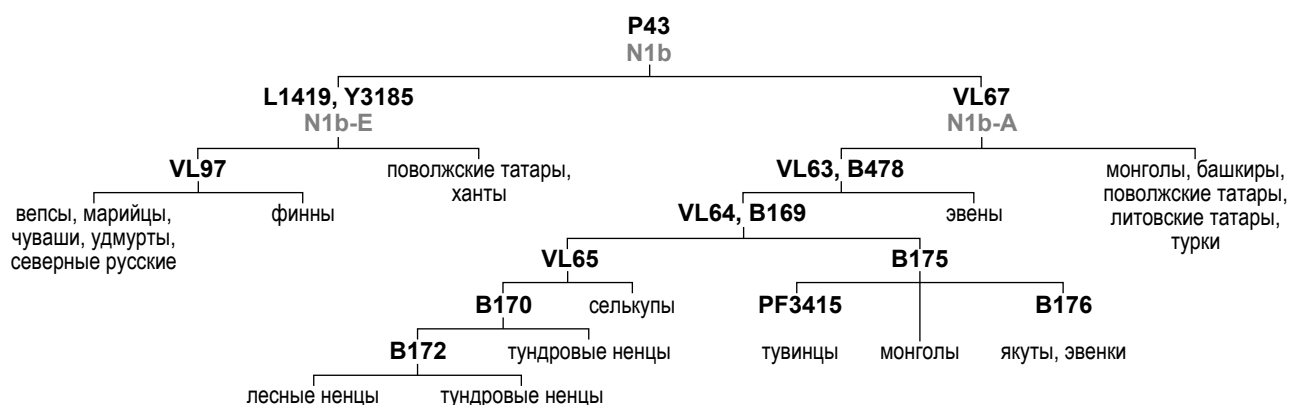 P43
N1b
L1419, Y3185
VL67
N1b-E
N1b-A
VL97
поволжские татары,
ханты
VL63, B478
монголы, башкиры,
поволжские татары,
литовские татары,
турки
вепсы, марийцы,
чуваши, удмурты,
северные русские
финны
VL64, B169
эвены
VL65
B175
B170
селькупы
PF3415
B176
B172
тундровые ненцы
тувинцы
монголы
якуты, эвенки
лесные ненцы
тундровые ненцы